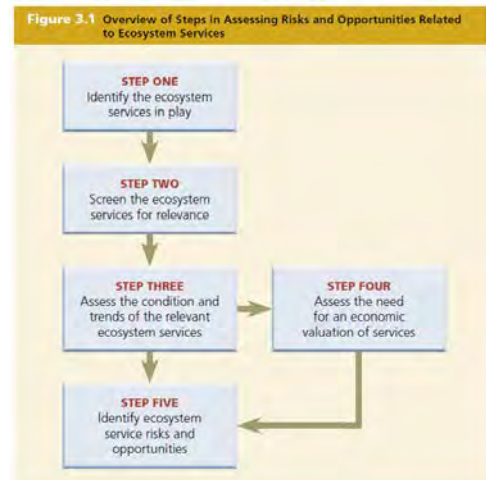 Figure 3.1 Overview of Steps in Assessing Risks and Opportunities Related
to Ecosystem Services
STEP ONE
Identify the ecosystem
services in play
STEP TWO
Screen the ecosystem
services for relevance
STEP THREE
Assess the condition and
trends of the relevant
ecosystem services
STEP FOUR
Assess the need
for an economic
valuation of services
STEP FIVE
Identify ecosystem
service risks and
opportunities